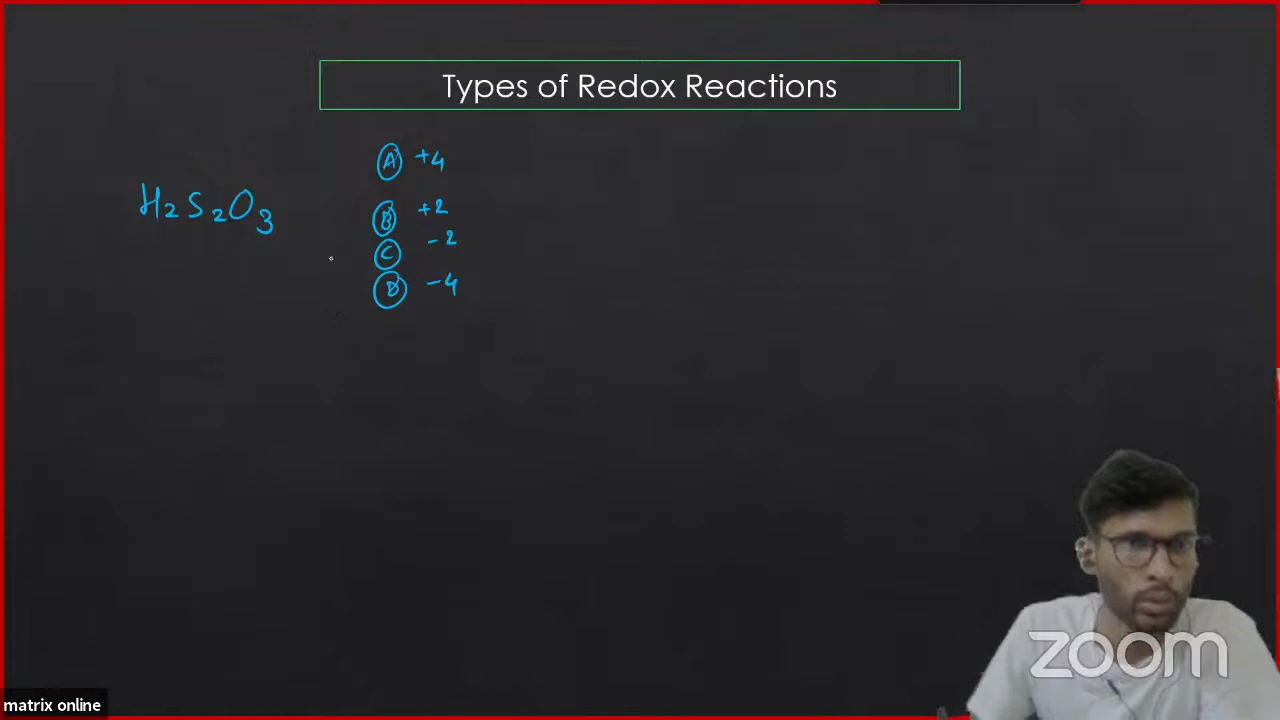 Types of Redox Reactions
H₂S₂O₃
Ⓐ +4
Ⓑ +2
Ⓒ -2
Ⓓ -4
zoom
matrix online